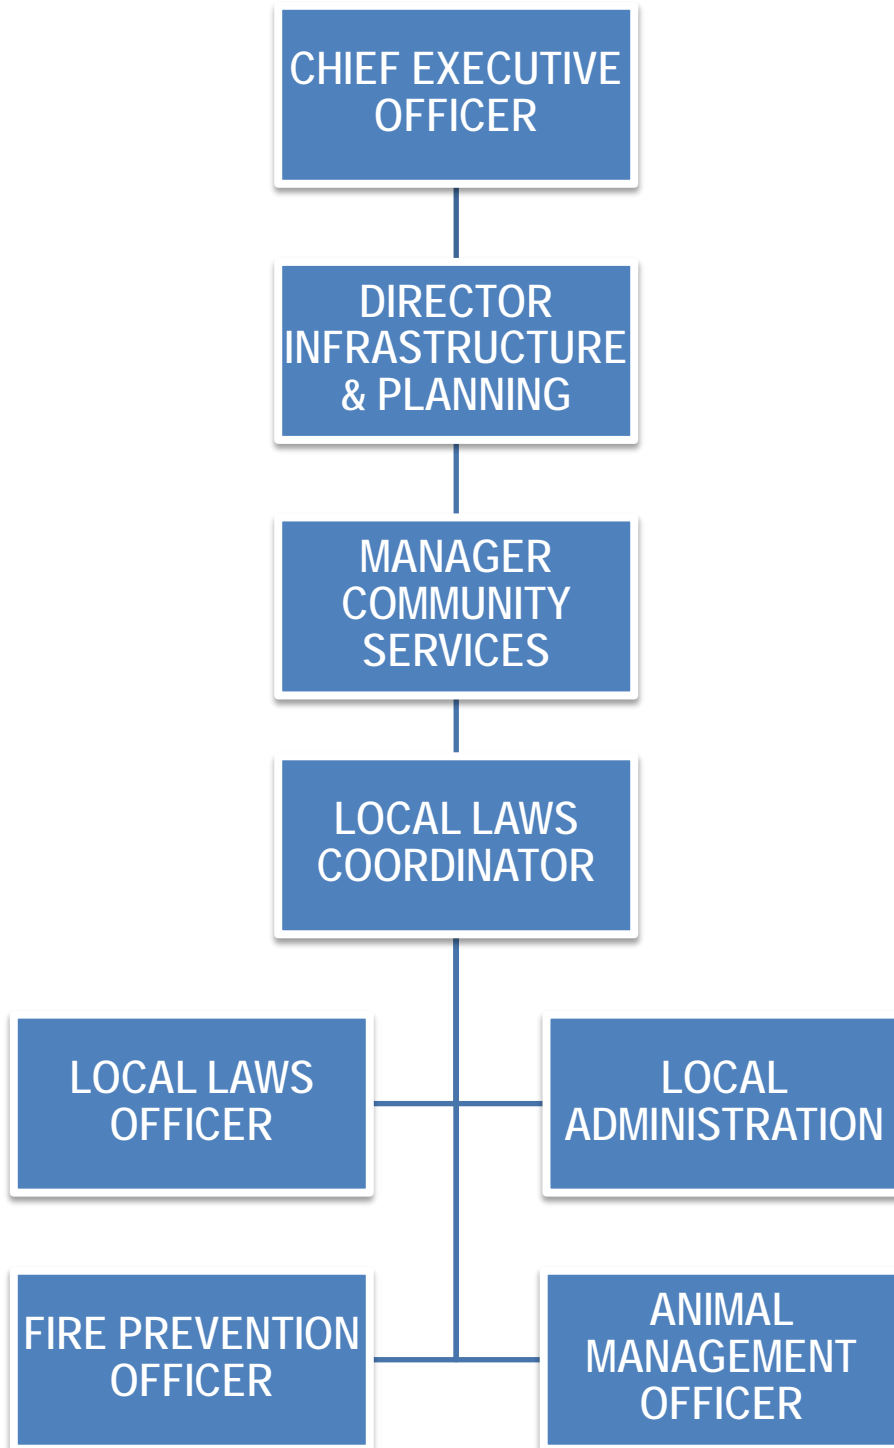 CHIEF EXECUTIVE
OFFICER
DIRECTOR
INFRASTRUCTURE
& PLANNING
MANAGER
COMMUNITY
SERVICES
LOCAL LAWS
COORDINATOR
LOCAL LAWS
OFFICER
LOCAL
ADMINISTRATION
FIRE PREVENTION
OFFICER
ANIMAL
MANAGEMENT
OFFICER